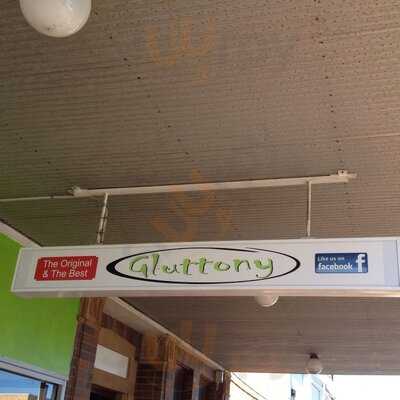 The Original
& The Best
Gluttony
Like us on
facebook f